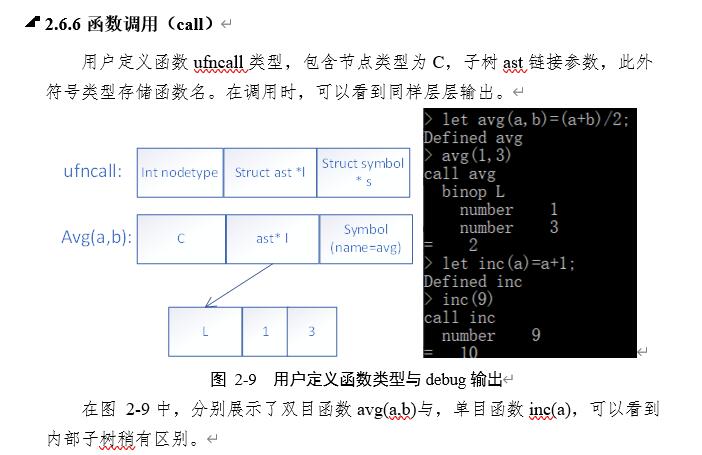 2.6.6 函数调用（call）
用户定义函数 ufncall 类型，包含节点类型为 C，子树 ast 链接参数，此外
符号类型存储函数名。在调用时，可以看到同样层层输出。
ufncall: Int nodetype Struct ast *l Struct symbol * s
Avg(a,b): C ast* l Symbol (name=avg)
L 1 3
> let avg(a,b)=(a+b)/2;
Defined avg
> avg(1,3)
call avg
binop L
number 1
number 3
= 2
> let inc(a)=a+1;
Defined inc
> inc(9)
call inc
number 9
= 10
图 2-9 用户定义函数类型与 debug 输出
在图 2-9 中，分别展示了双目函数 avg(a,b)与，单目函数 inc(a)，可以看到
内部子树稍有区别。